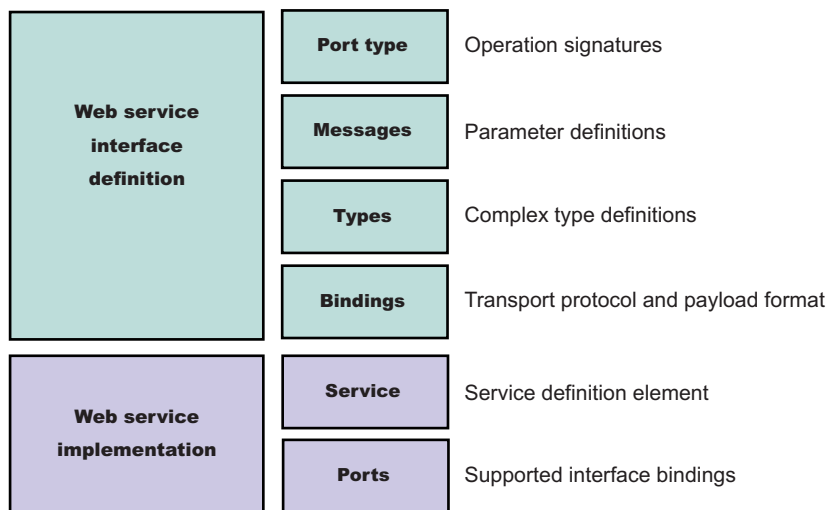 Web service
interface
definition
Port type
Operation signatures
Messages
Parameter definitions
Types
Complex type definitions
Bindings
Transport protocol and payload format
Web service
implementation
Service
Service definition element
Ports
Supported interface bindings